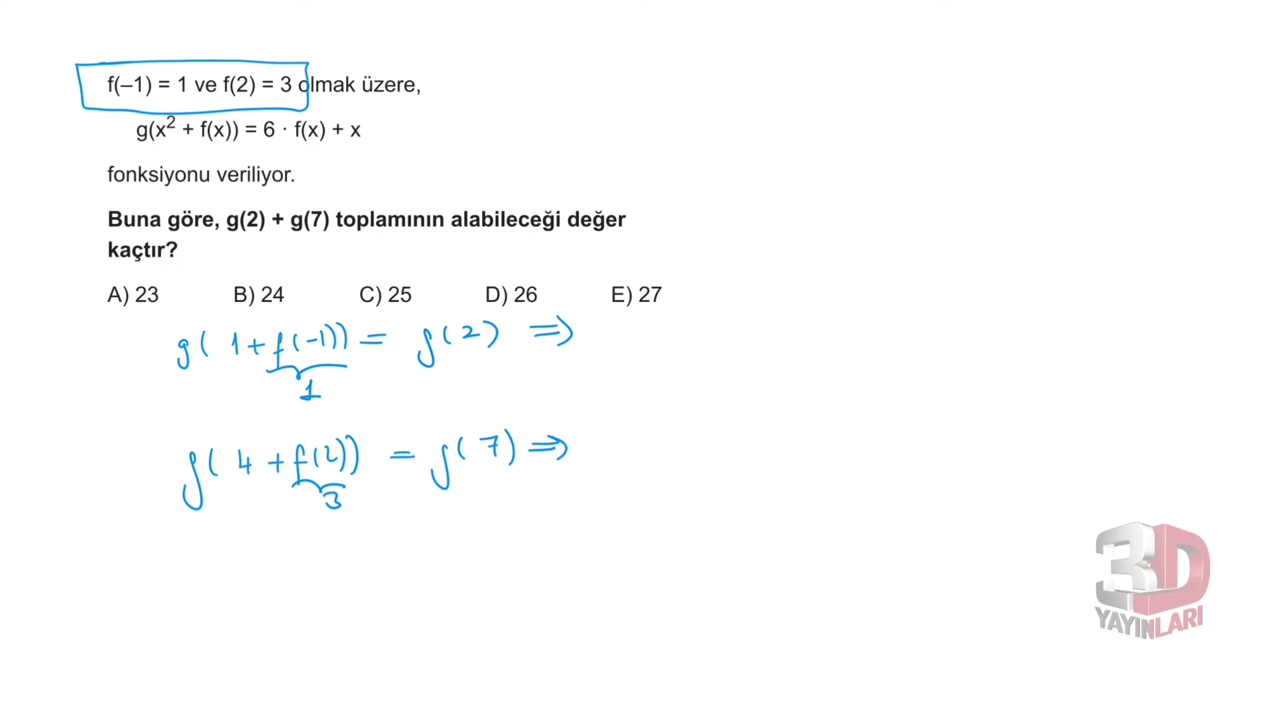 f(–1) = 1 ve f(2) = 3 olmak üzere,
g(x² + f(x)) = 6 · f(x) + x
fonksiyonu veriliyor.
Buna göre, g(2) + g(7) toplamının alabileceği değer
kaçtır?
A) 23 B) 24 C) 25 D) 26 E) 27
g( 1 + f(-1)) = g(2) ⇒
1
g( 4 + f(2)) = g(7) ⇒
3
3D
YAYINLARI